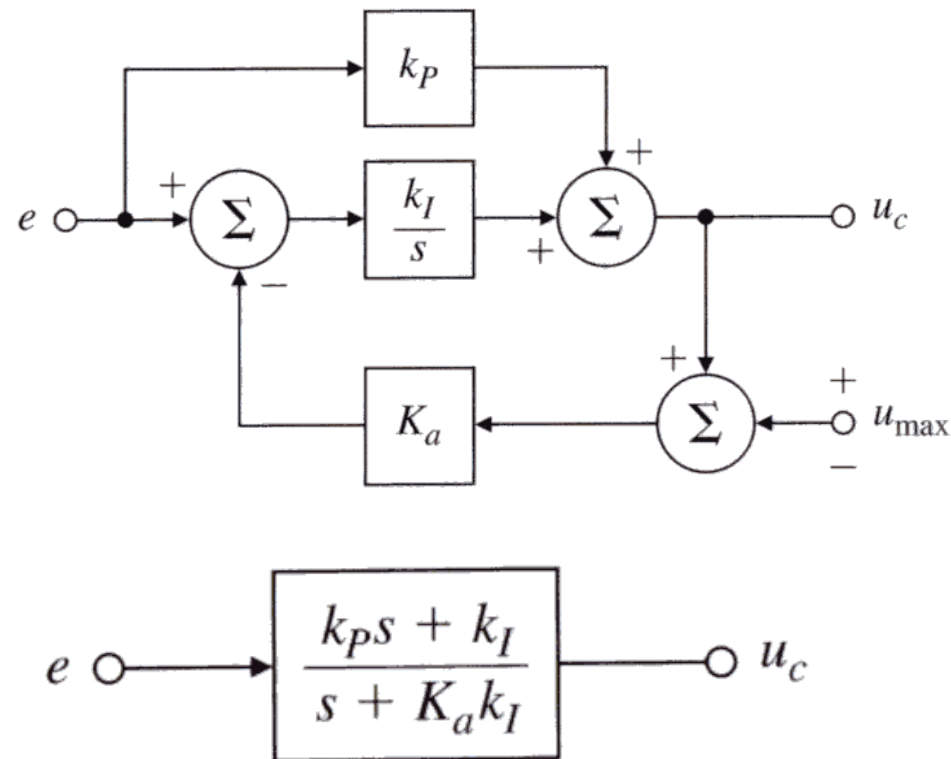 k_P
+
e + Σ k_I/s + Σ u_c
−
+ +
K_a Σ u_max
−
e (k_P s + k_I)/(s + K_a k_I) u_c